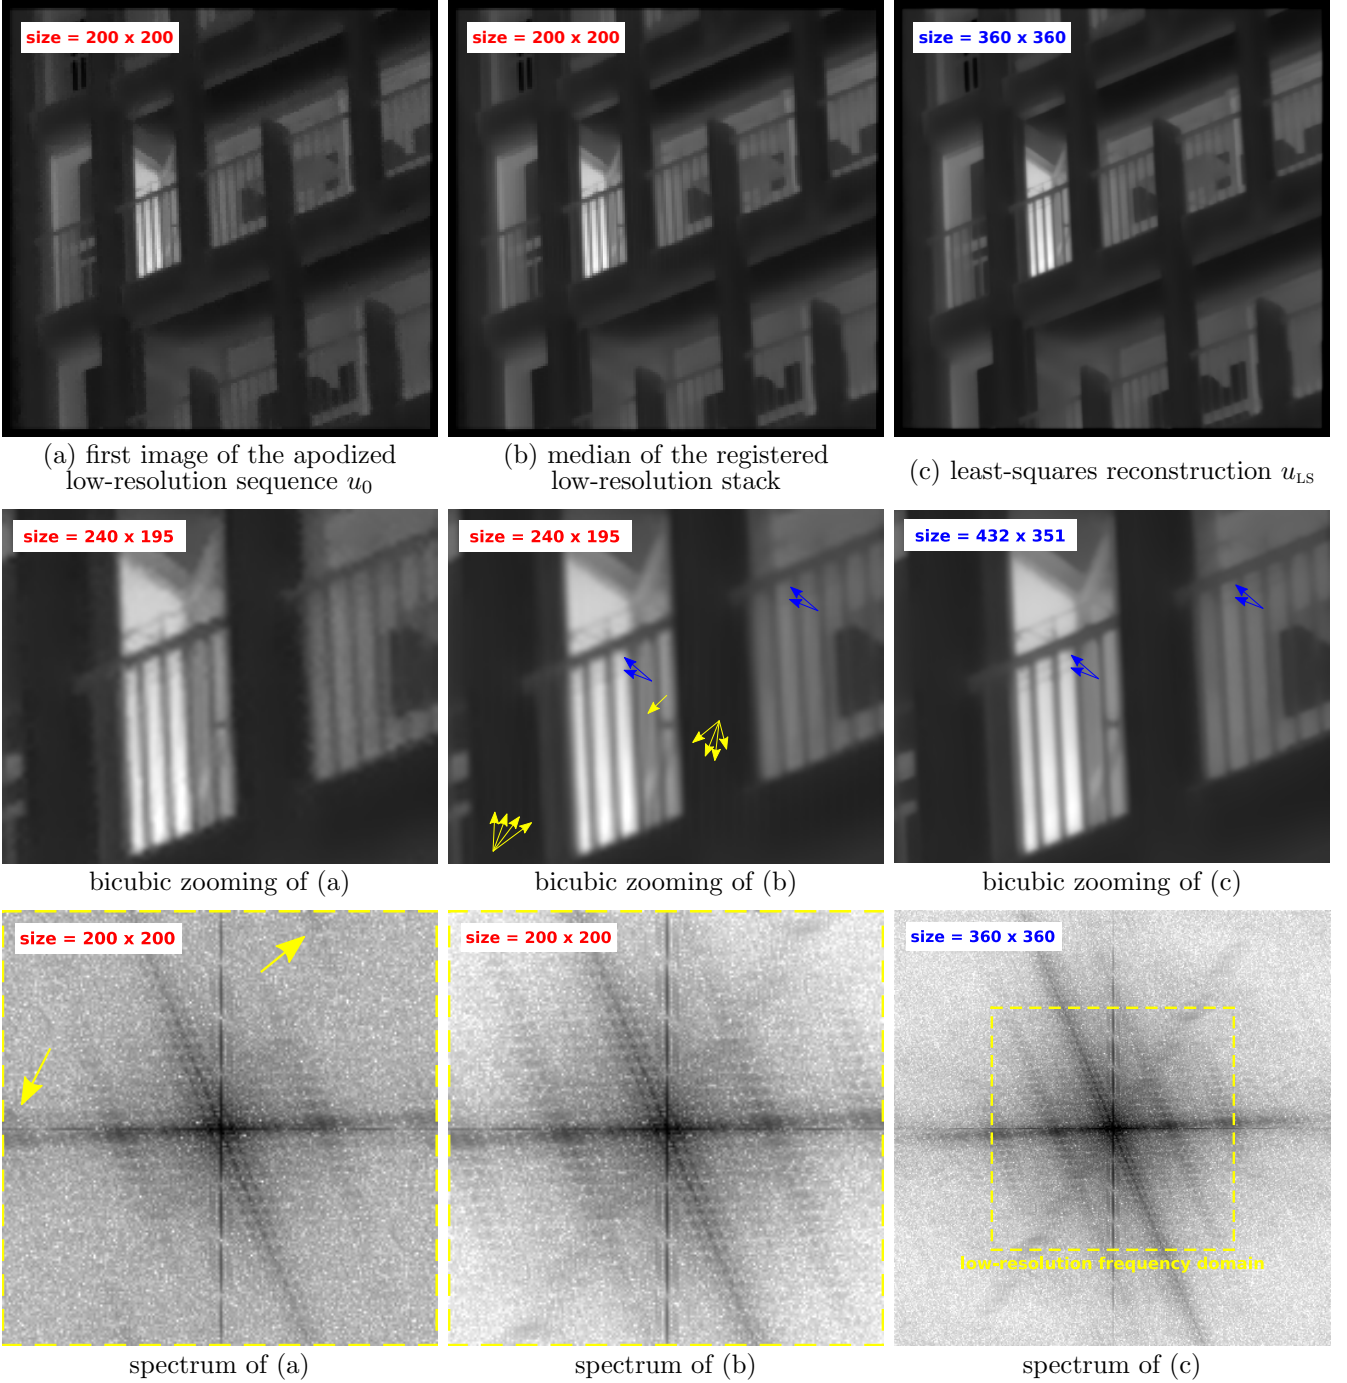 size = 200 x 200
size = 200 x 200
size = 360 x 360
(a) first image of the apodized
low-resolution sequence u₀
(b) median of the registered
low-resolution stack
(c) least-squares reconstruction u_LS
size = 240 x 195
size = 240 x 195
size = 432 x 351
bicubic zooming of (a)
bicubic zooming of (b)
bicubic zooming of (c)
size = 200 x 200
size = 200 x 200
size = 360 x 360
low-resolution frequency domain
spectrum of (a)
spectrum of (b)
spectrum of (c)